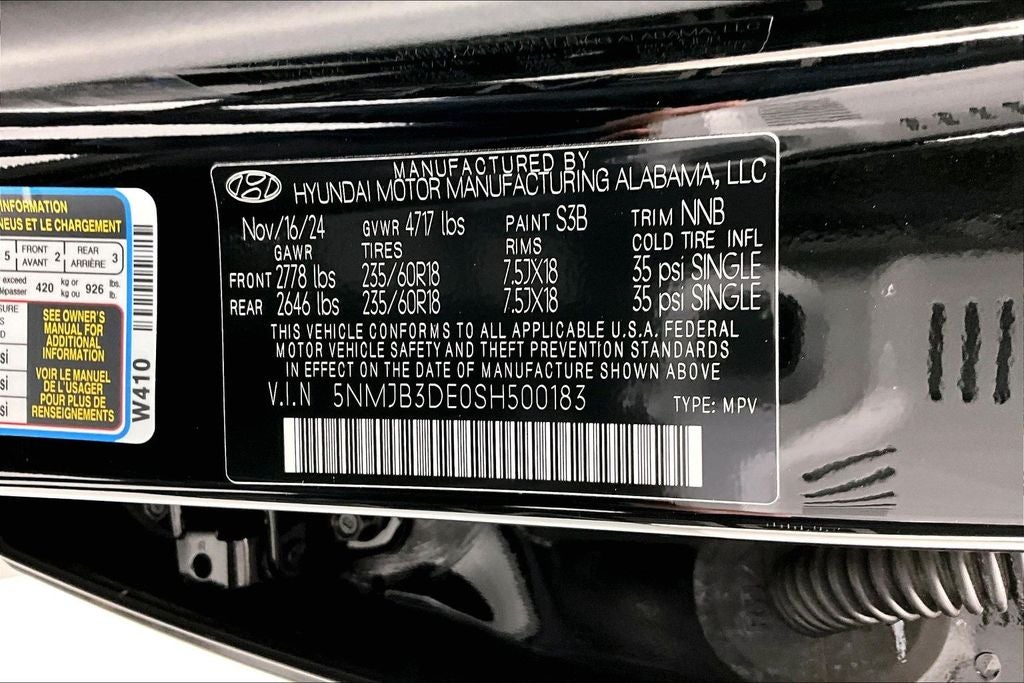 INFORMATION
NEUS ET LE CHARGEMENT
5 FRONT AVANT 2 REAR ARRIÈRE 3
exceed 420 kg or kg ou 926 lbs. lb.
SEE OWNER'S
MANUAL FOR
ADDITIONAL
INFORMATION
VOIR LE MANUEL
DE L'USAGER
POUR PLUS DE
RENSEIGNEMENTS
W410
MANUFACTURED BY
HYUNDAI MOTOR MANUFACTURING ALABAMA, LLC
Nov/16/24 GVWR 4717 lbs PAINT S3B TRIM NNB
GAWR TIRES RIMS COLD TIRE INFL
FRONT 2778 lbs 235/60R18 7.5JX18 35 psi SINGLE
REAR 2646 lbs 235/60R18 7.5JX18 35 psi SINGLE
THIS VEHICLE CONFORMS TO ALL APPLICABLE U.S.A. FEDERAL
MOTOR VEHICLE SAFETY AND THEFT PREVENTION STANDARDS
IN EFFECT ON THE DATE OF MANUFACTURE SHOWN ABOVE
V.I.N 5NMJB3DE0SH500183 TYPE: MPV